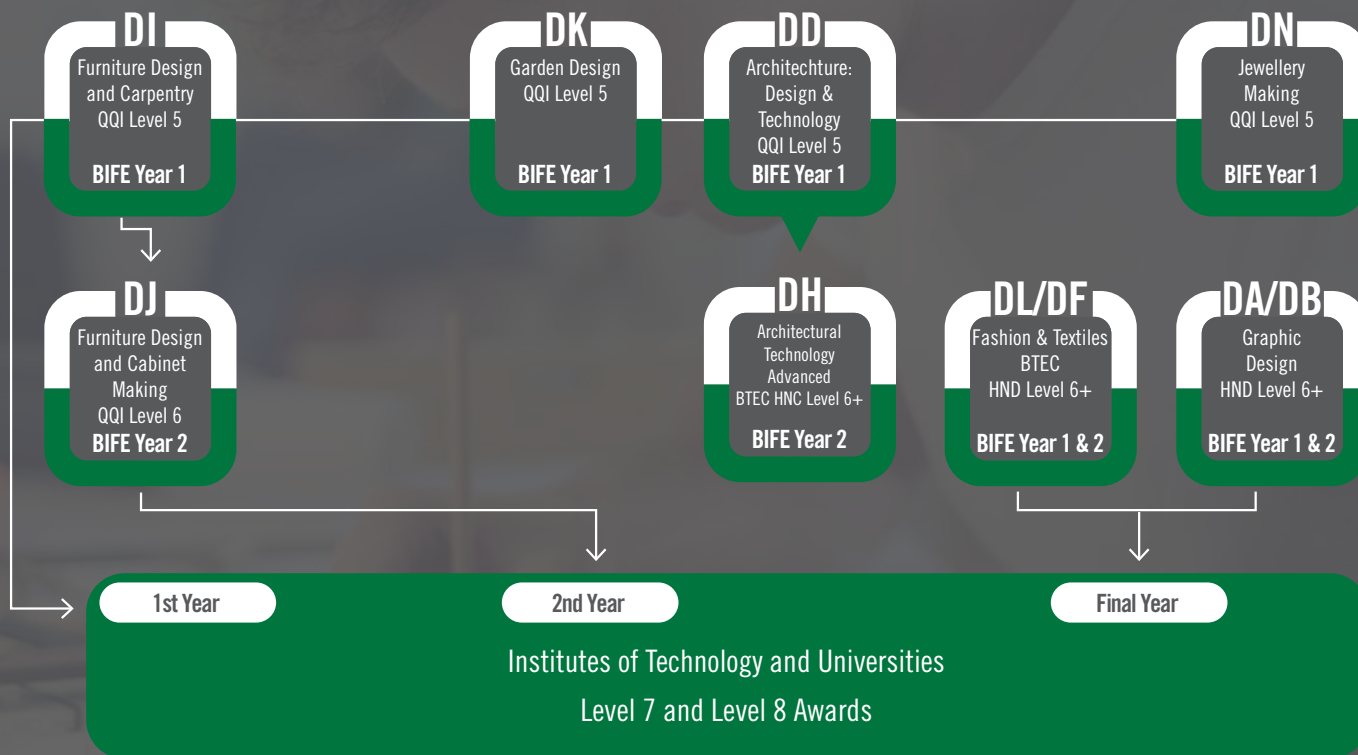 DI
Furniture Design
and Carpentry
QQI Level 5
BIFE Year 1
DK
Garden Design
QQI Level 5
BIFE Year 1
DD
Architechture:
Design &
Technology
QQI Level 5
BIFE Year 1
DN
Jewellery
Making
QQI Level 5
BIFE Year 1
DJ
Furniture Design
and Cabinet
Making
QQI Level 6
BIFE Year 2
DH
Architectural
Technology
Advanced
BTEC HNC Level 6+
BIFE Year 2
DL/DF
Fashion & Textiles
BTEC
HND Level 6+
BIFE Year 1 & 2
DA/DB
Graphic
Design
HND Level 6+
BIFE Year 1 & 2
1st Year
2nd Year
Final Year
Institutes of Technology and Universities
Level 7 and Level 8 Awards